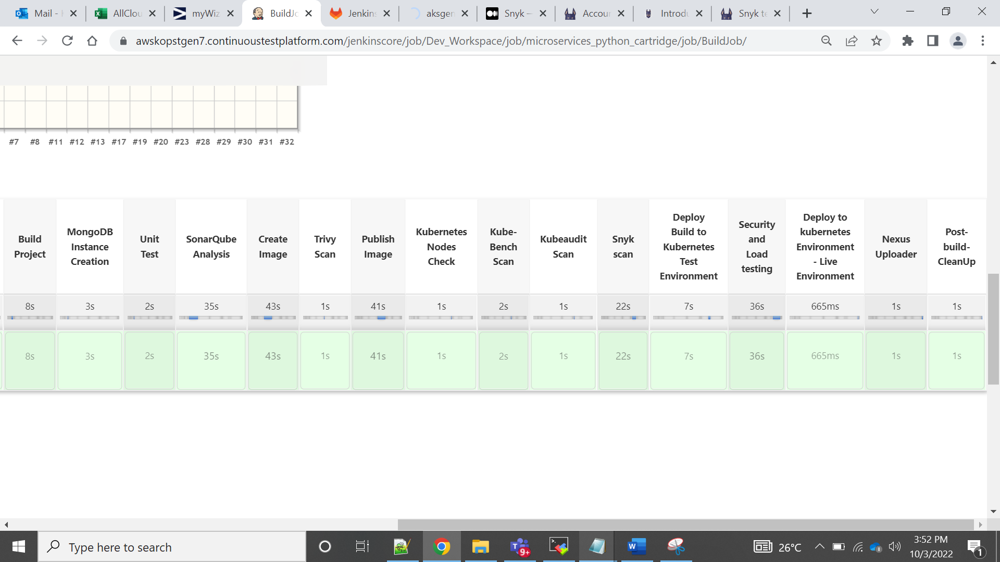 Mail - 
AllClou
myWiz
BuildJo
Jenkins
aksgen
Snyk —
Accour
Introdu
Snyk te
awskopstgen7.continuoustestplatform.com/jenkinscore/job/Dev_Workspace/job/microservices_python_cartridge/job/BuildJob/
#7 #8 #11 #12 #13 #17 #19 #20 #23 #28 #29 #30 #31 #32
Build
Project
MongoDB
Instance
Creation
Unit
Test
SonarQube
Analysis
Create
Image
Trivy
Scan
Publish
Image
Kubernetes
Nodes
Check
Kube-
Bench
Scan
Kubeaudit
Scan
Snyk
scan
Deploy
Build to
Kubernetes
Test
Environment
Security
and
Load
testing
Deploy to
kubernetes
Environment
- Live
Environment
Nexus
Uploader
Post-
build-
CleanUp
8s 3s 2s 35s 43s 1s 41s 1s 2s 1s 22s 7s 36s 665ms 1s 1s
8s 3s 2s 35s 43s 1s 41s 1s 2s 1s 22s 7s 36s 665ms 1s 1s
Type here to search
9+
26°C
3:52 PM
10/3/2022
1